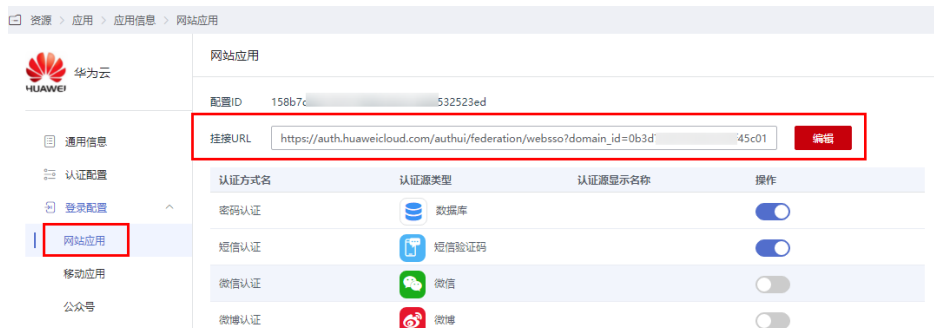 资源 > 应用 > 应用信息 > 网站应用
HUAWEI
华为云
网站应用
配置ID 158b7c 532523ed
通用信息
挂接URL https://auth.huaweicloud.com/authui/federation/websso?domain_id=0b3d 45c01 编辑
认证配置
认证方式名 认证源类型 认证源显示名称 操作
登录配置
密码认证 数据库
网站应用
短信认证 短信验证码
移动应用
微信认证 微信
公众号
微博认证 微博